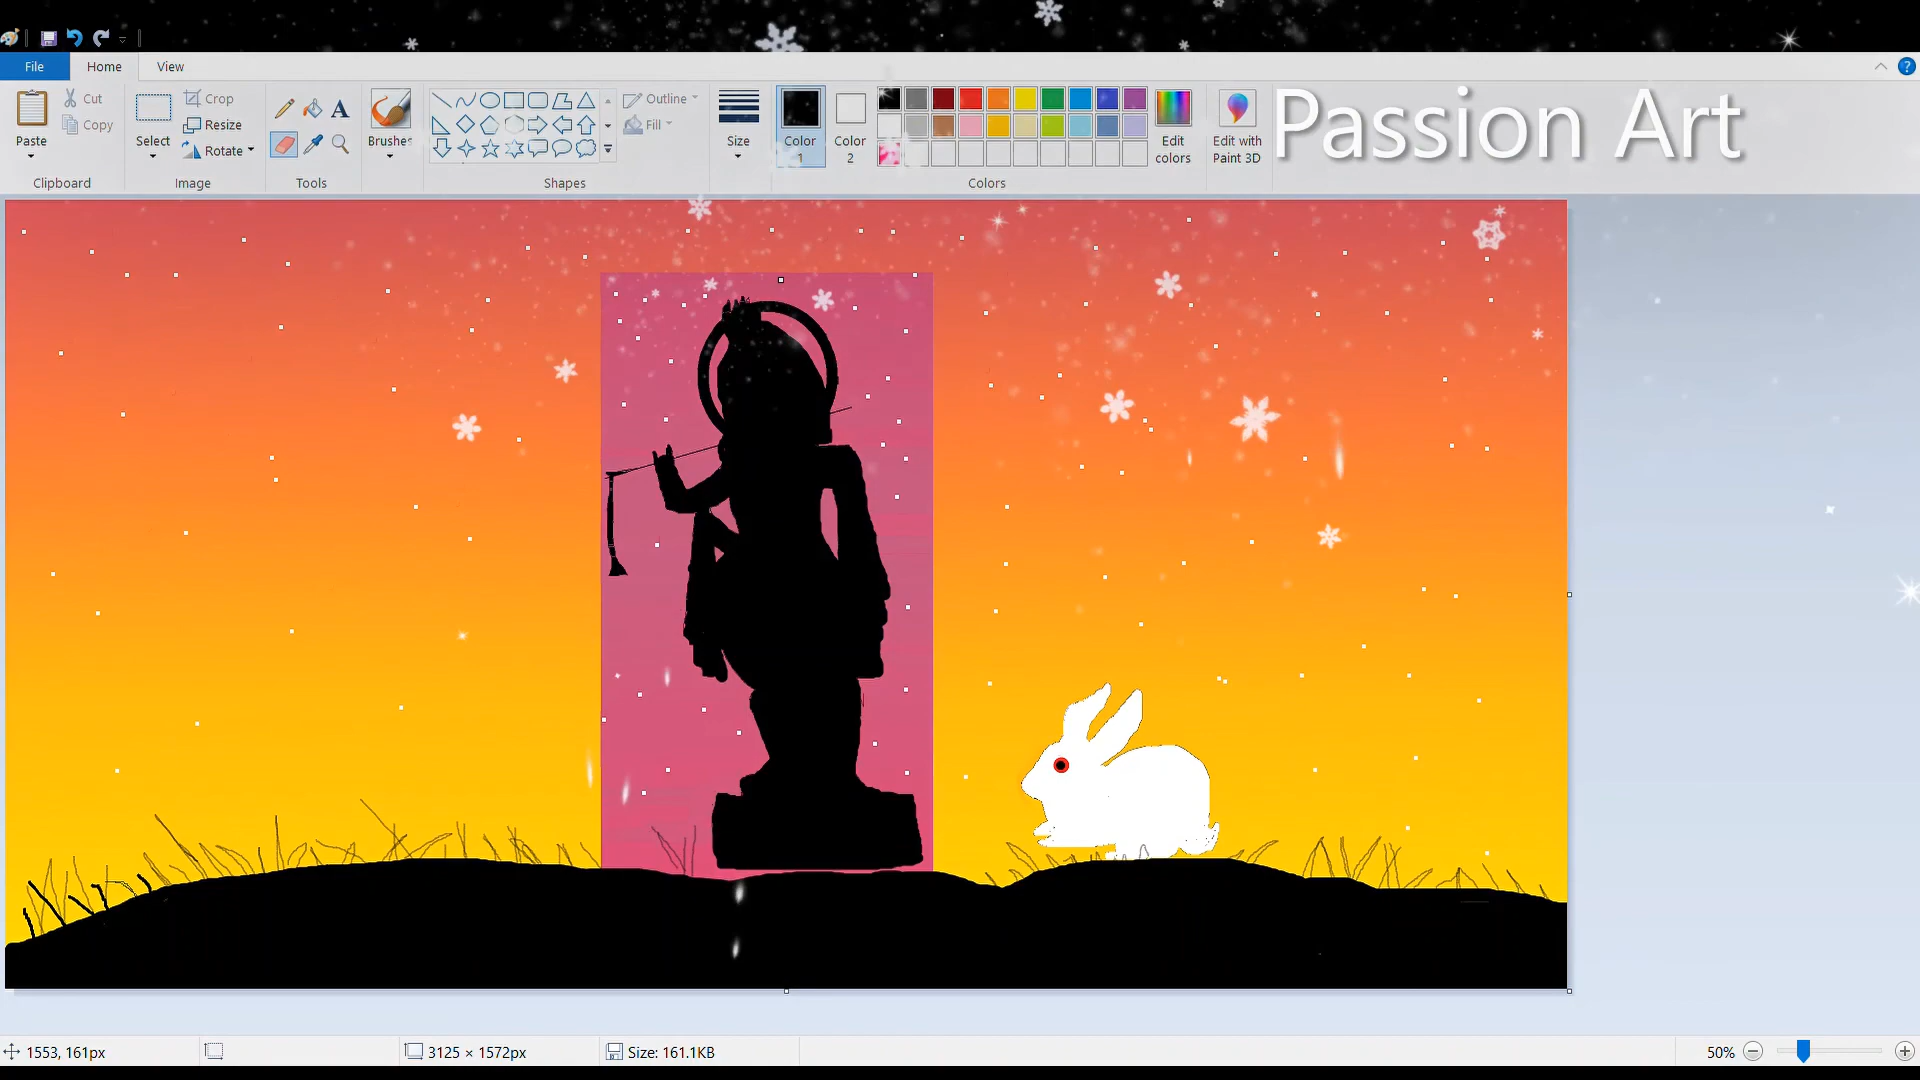 File Home View
Paste
Cut
Copy
Clipboard
Select
Crop
Resize
Rotate
Image
A
Tools
Brushes
Outline
Fill
Shapes
Size
Color
1
Color
2
Edit
colors
Colors
Edit with
Paint 3D
Passion Art
?
1553, 161px
3125 × 1572px
Size: 161.1KB
50%